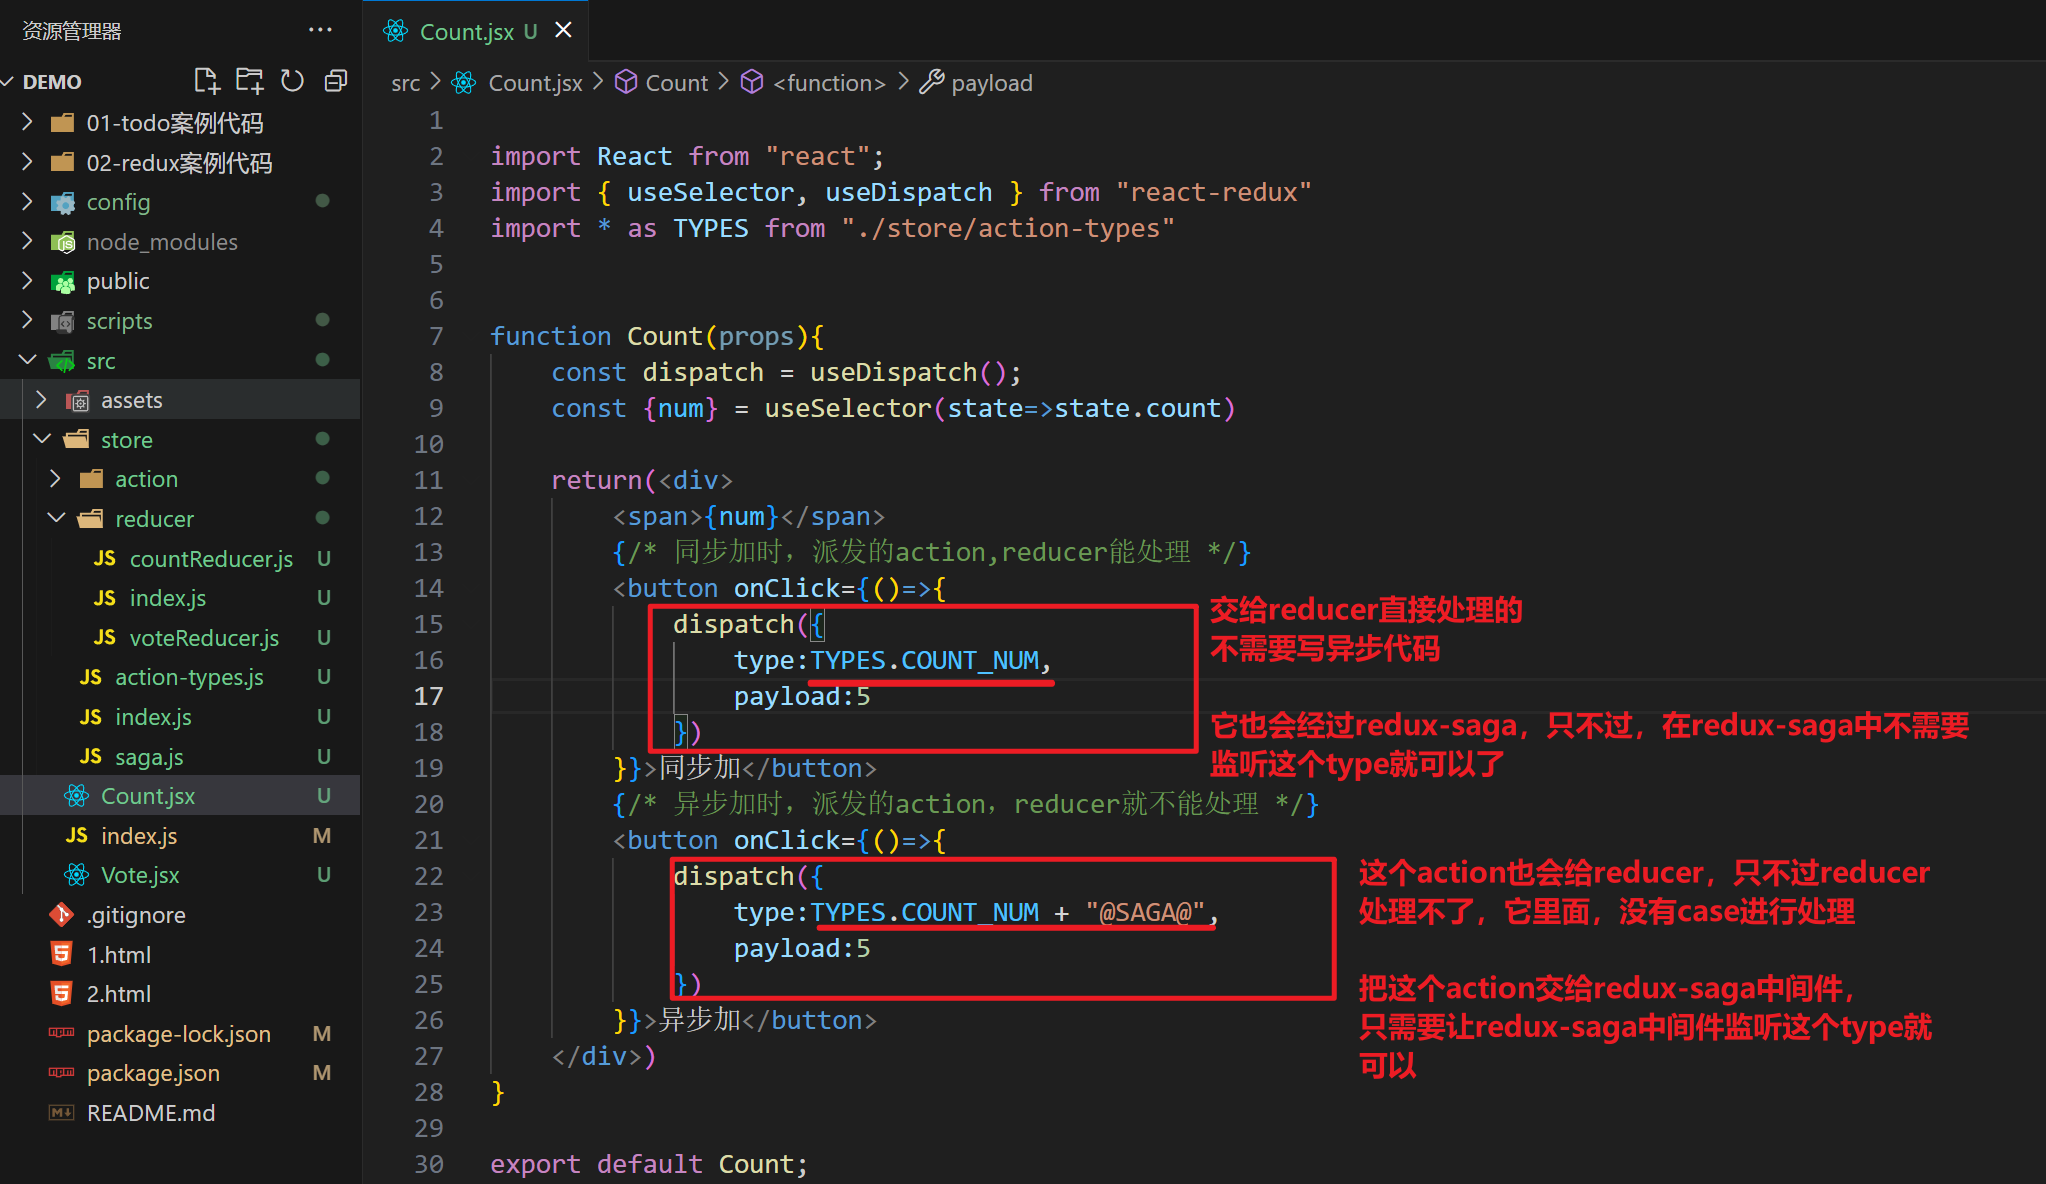 资源管理器 ···
DEMO
01-todo案例代码
02-redux案例代码
config
node_modules
public
scripts
src
assets
store
action
reducer
JS countReducer.js U
JS index.js U
JS voteReducer.js U
JS action-types.js U
JS index.js U
JS saga.js U
Count.jsx U
JS index.js M
Vote.jsx U
.gitignore
1.html
2.html
package-lock.json M
package.json M
README.md
Count.jsx U
src > Count.jsx > Count > <function> > payload
1
2 import React from "react";
3 import { useSelector, useDispatch } from "react-redux"
4 import * as TYPES from "./store/action-types"
5
6
7 function Count(props){
8 const dispatch = useDispatch();
9 const {num} = useSelector(state=>state.count)
10
11 return(<div>
12 <span>{num}</span>
13 {/* 同步加时，派发的action,reducer能处理 */}
14 <button onClick={()=>{
15 dispatch({
16 type:TYPES.COUNT_NUM,
17 payload:5
18 })
19 }}>同步加</button>
20 {/* 异步加时，派发的action，reducer就不能处理 */}
21 <button onClick={()=>{
22 dispatch({
23 type:TYPES.COUNT_NUM + "@SAGA@",
24 payload:5
25 })
26 }}>异步加</button>
27 </div>)
28 }
29
30 export default Count;
交给reducer直接处理的
不需要写异步代码
它也会经过redux-saga，只不过，在redux-saga中不需要
监听这个type就可以了
这个action也会给reducer，只不过reducer
处理不了，它里面，没有case进行处理
把这个action交给redux-saga中间件，
只需要让redux-saga中间件监听这个type就
可以